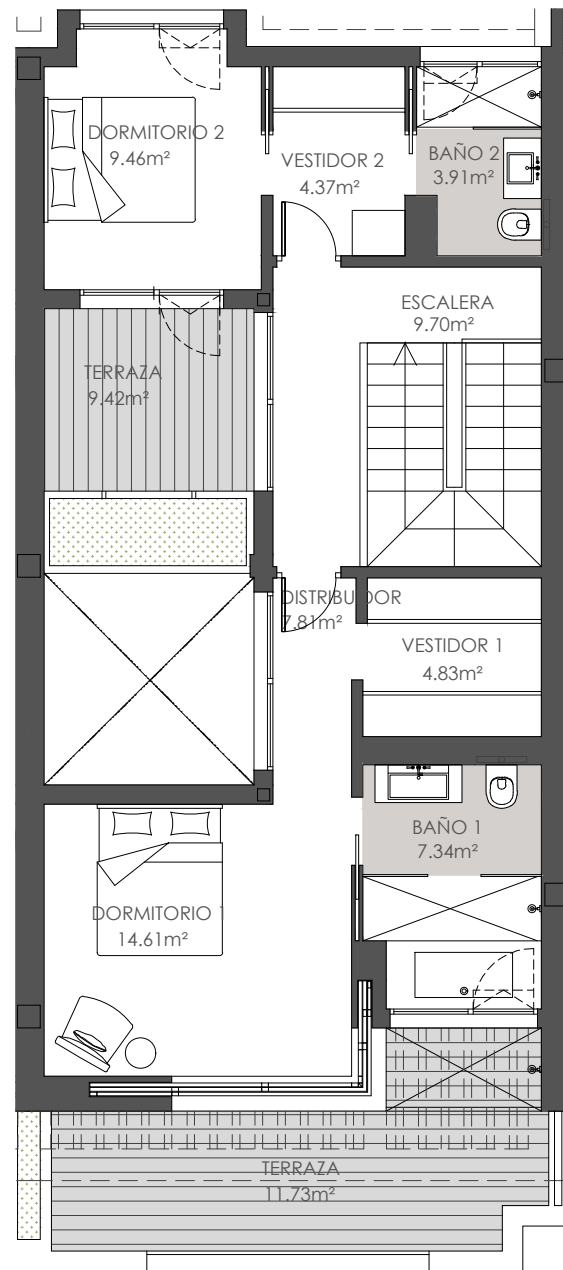 DORMITORIO 2
9.46m²
VESTIDOR 2
4.37m²
BAÑO 2
3.91m²
ESCALERA
9.70m²
TERRAZA
9.42m²
DISTRIBUIDOR
7.81m²
VESTIDOR 1
4.83m²
BAÑO 1
7.34m²
DORMITORIO 1
14.61m²
TERRAZA
11.73m²